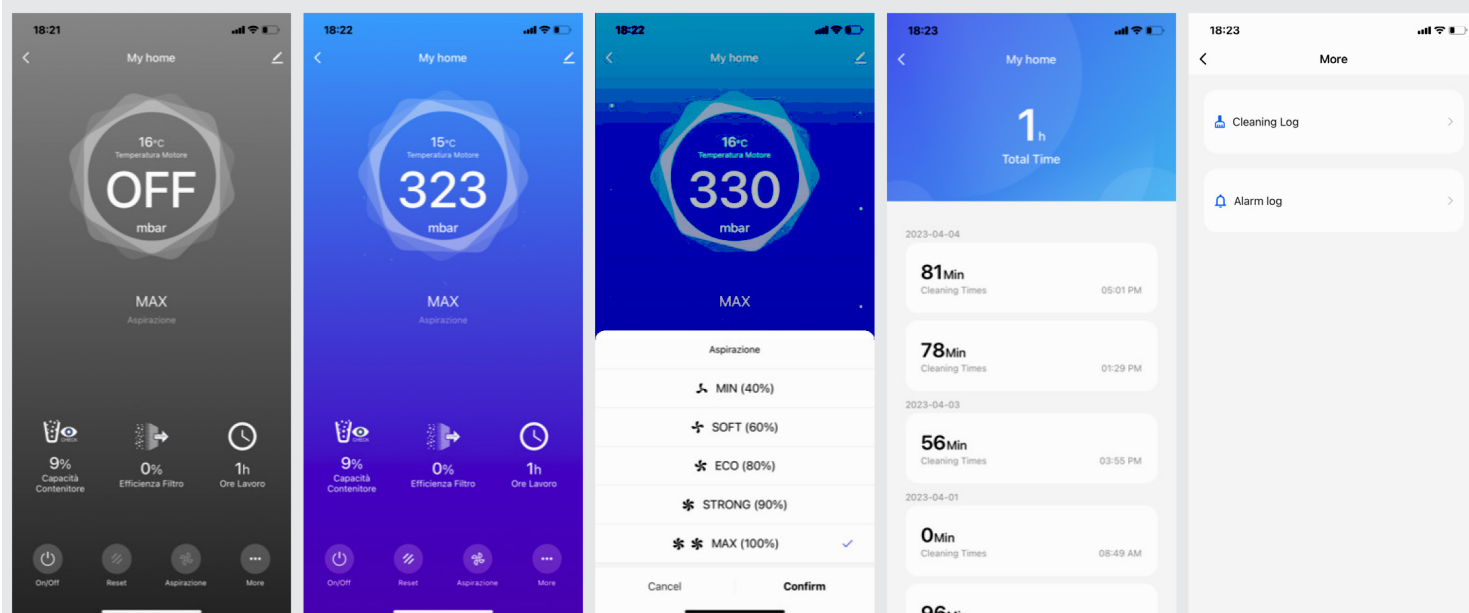 18:21
My home
16°C
Temperatura Motore
OFF
mbar
MAX
Aspirazione
CHECK
9%
Capacità
Contenitore
0%
Efficienza Filtro
1h
Ore Lavoro
On/Off
Reset
Aspirazione
More
18:22
My home
15°C
Temperatura Motore
323
mbar
MAX
Aspirazione
CHECK
9%
Capacità
Contenitore
0%
Efficienza Filtro
1h
Ore Lavoro
On/Off
Reset
Aspirazione
More
18:22
My home
16°C
Temperatura Motore
330
mbar
MAX
Aspirazione
MIN (40%)
SOFT (60%)
ECO (80%)
STRONG (90%)
MAX (100%)
Cancel
Confirm
18:23
My home
1h
Total Time
2023-04-04
81Min
Cleaning Times
05:01 PM
78Min
Cleaning Times
01:29 PM
2023-04-03
56Min
Cleaning Times
03:55 PM
2023-04-01
0Min
Cleaning Times
08:49 AM
18:23
More
Cleaning Log
Alarm log